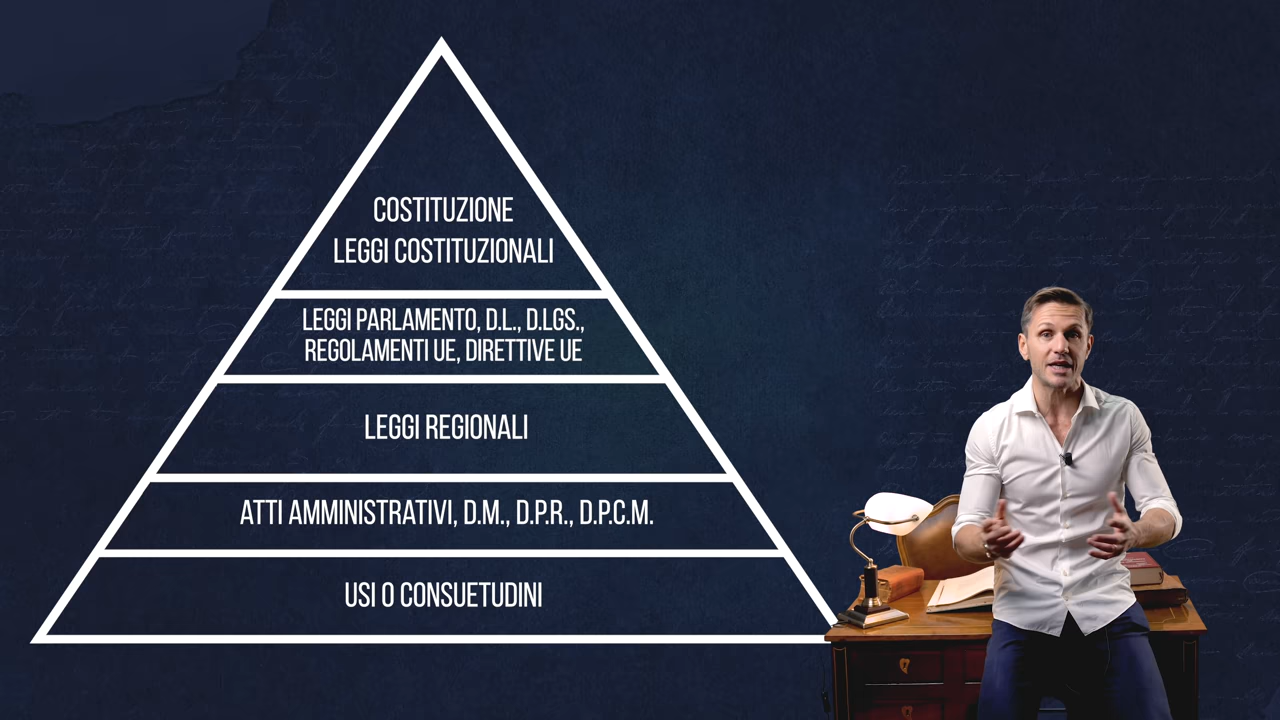 COSTITUZIONE
LEGGI COSTITUZIONALI
LEGGI PARLAMENTO, D.L., D.LGS.,
REGOLAMENTI UE, DIRETTIVE UE
LEGGI REGIONALI
ATTI AMMINISTRATIVI, D.M., D.P.R., D.P.C.M.
USI O CONSUETUDINI